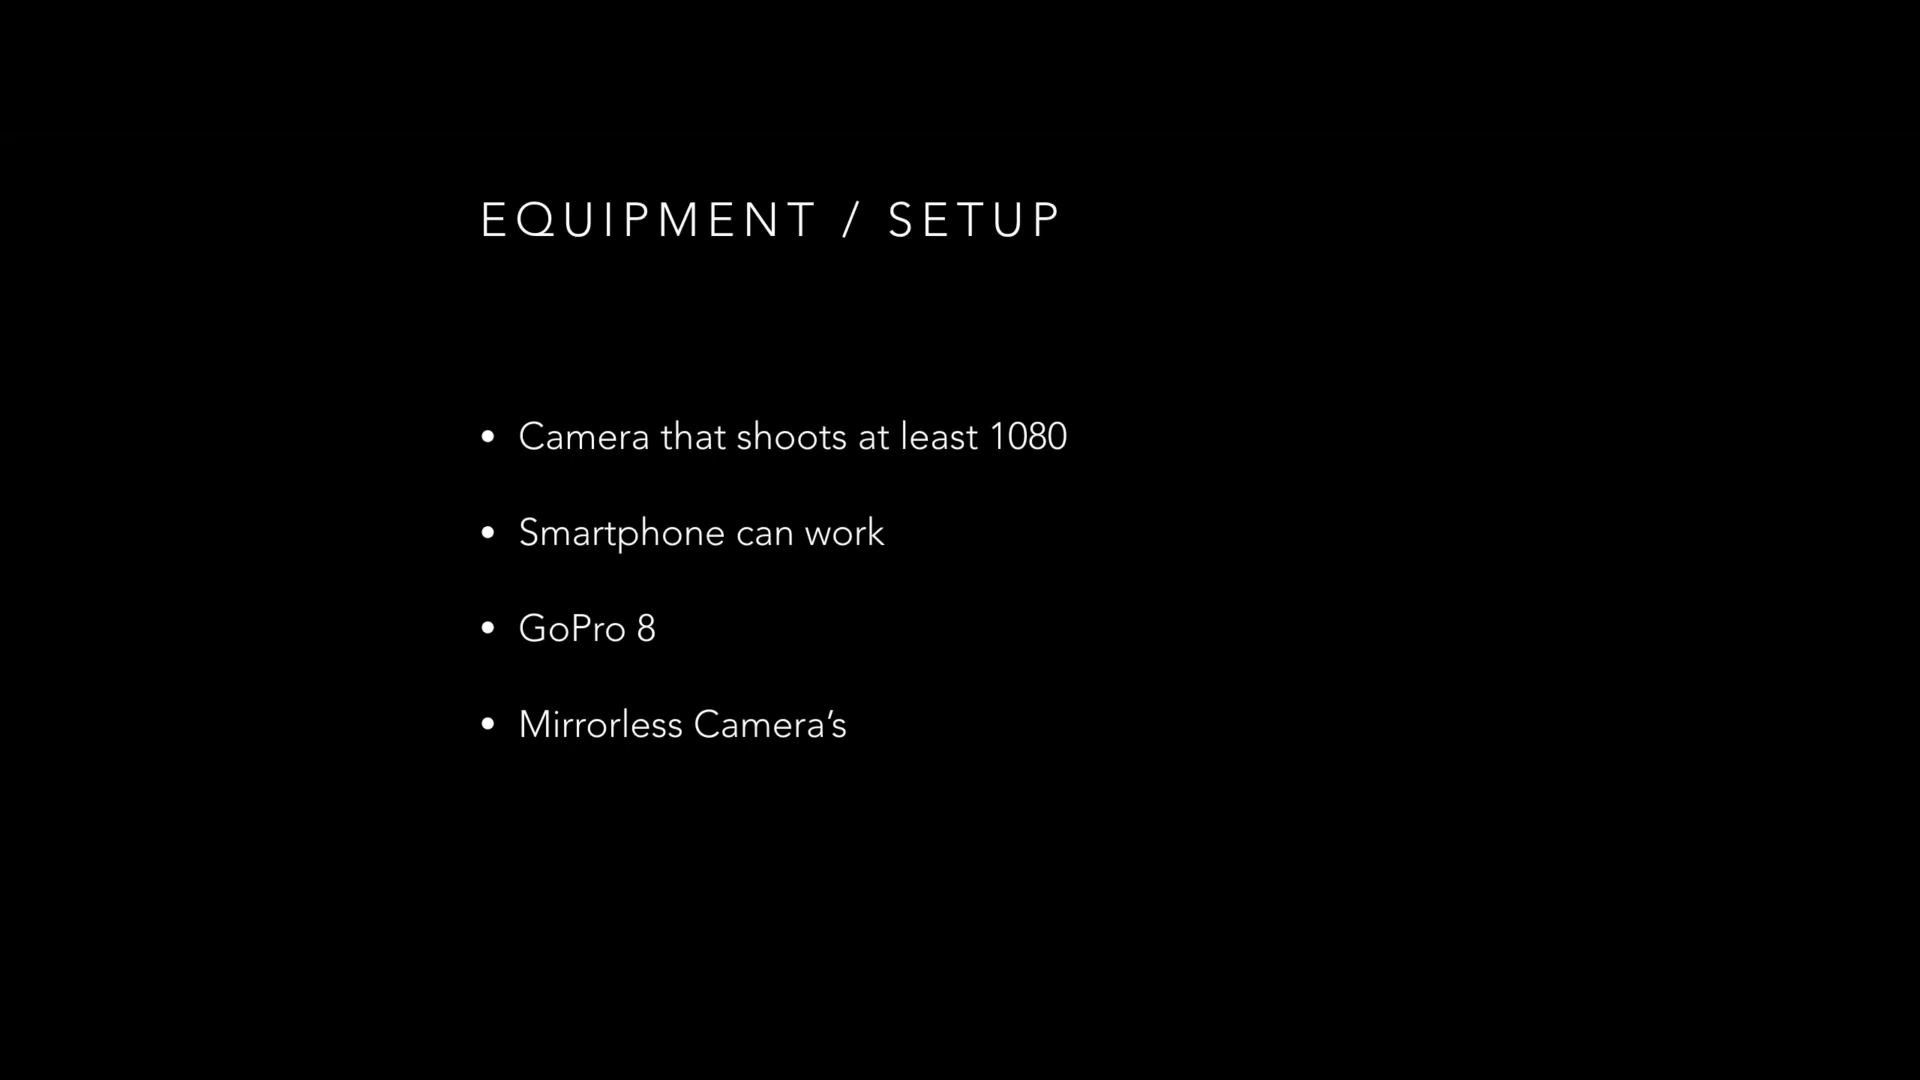 EQUIPMENT / SETUP
• Camera that shoots at least 1080
• Smartphone can work
• GoPro 8
• Mirrorless Camera’s